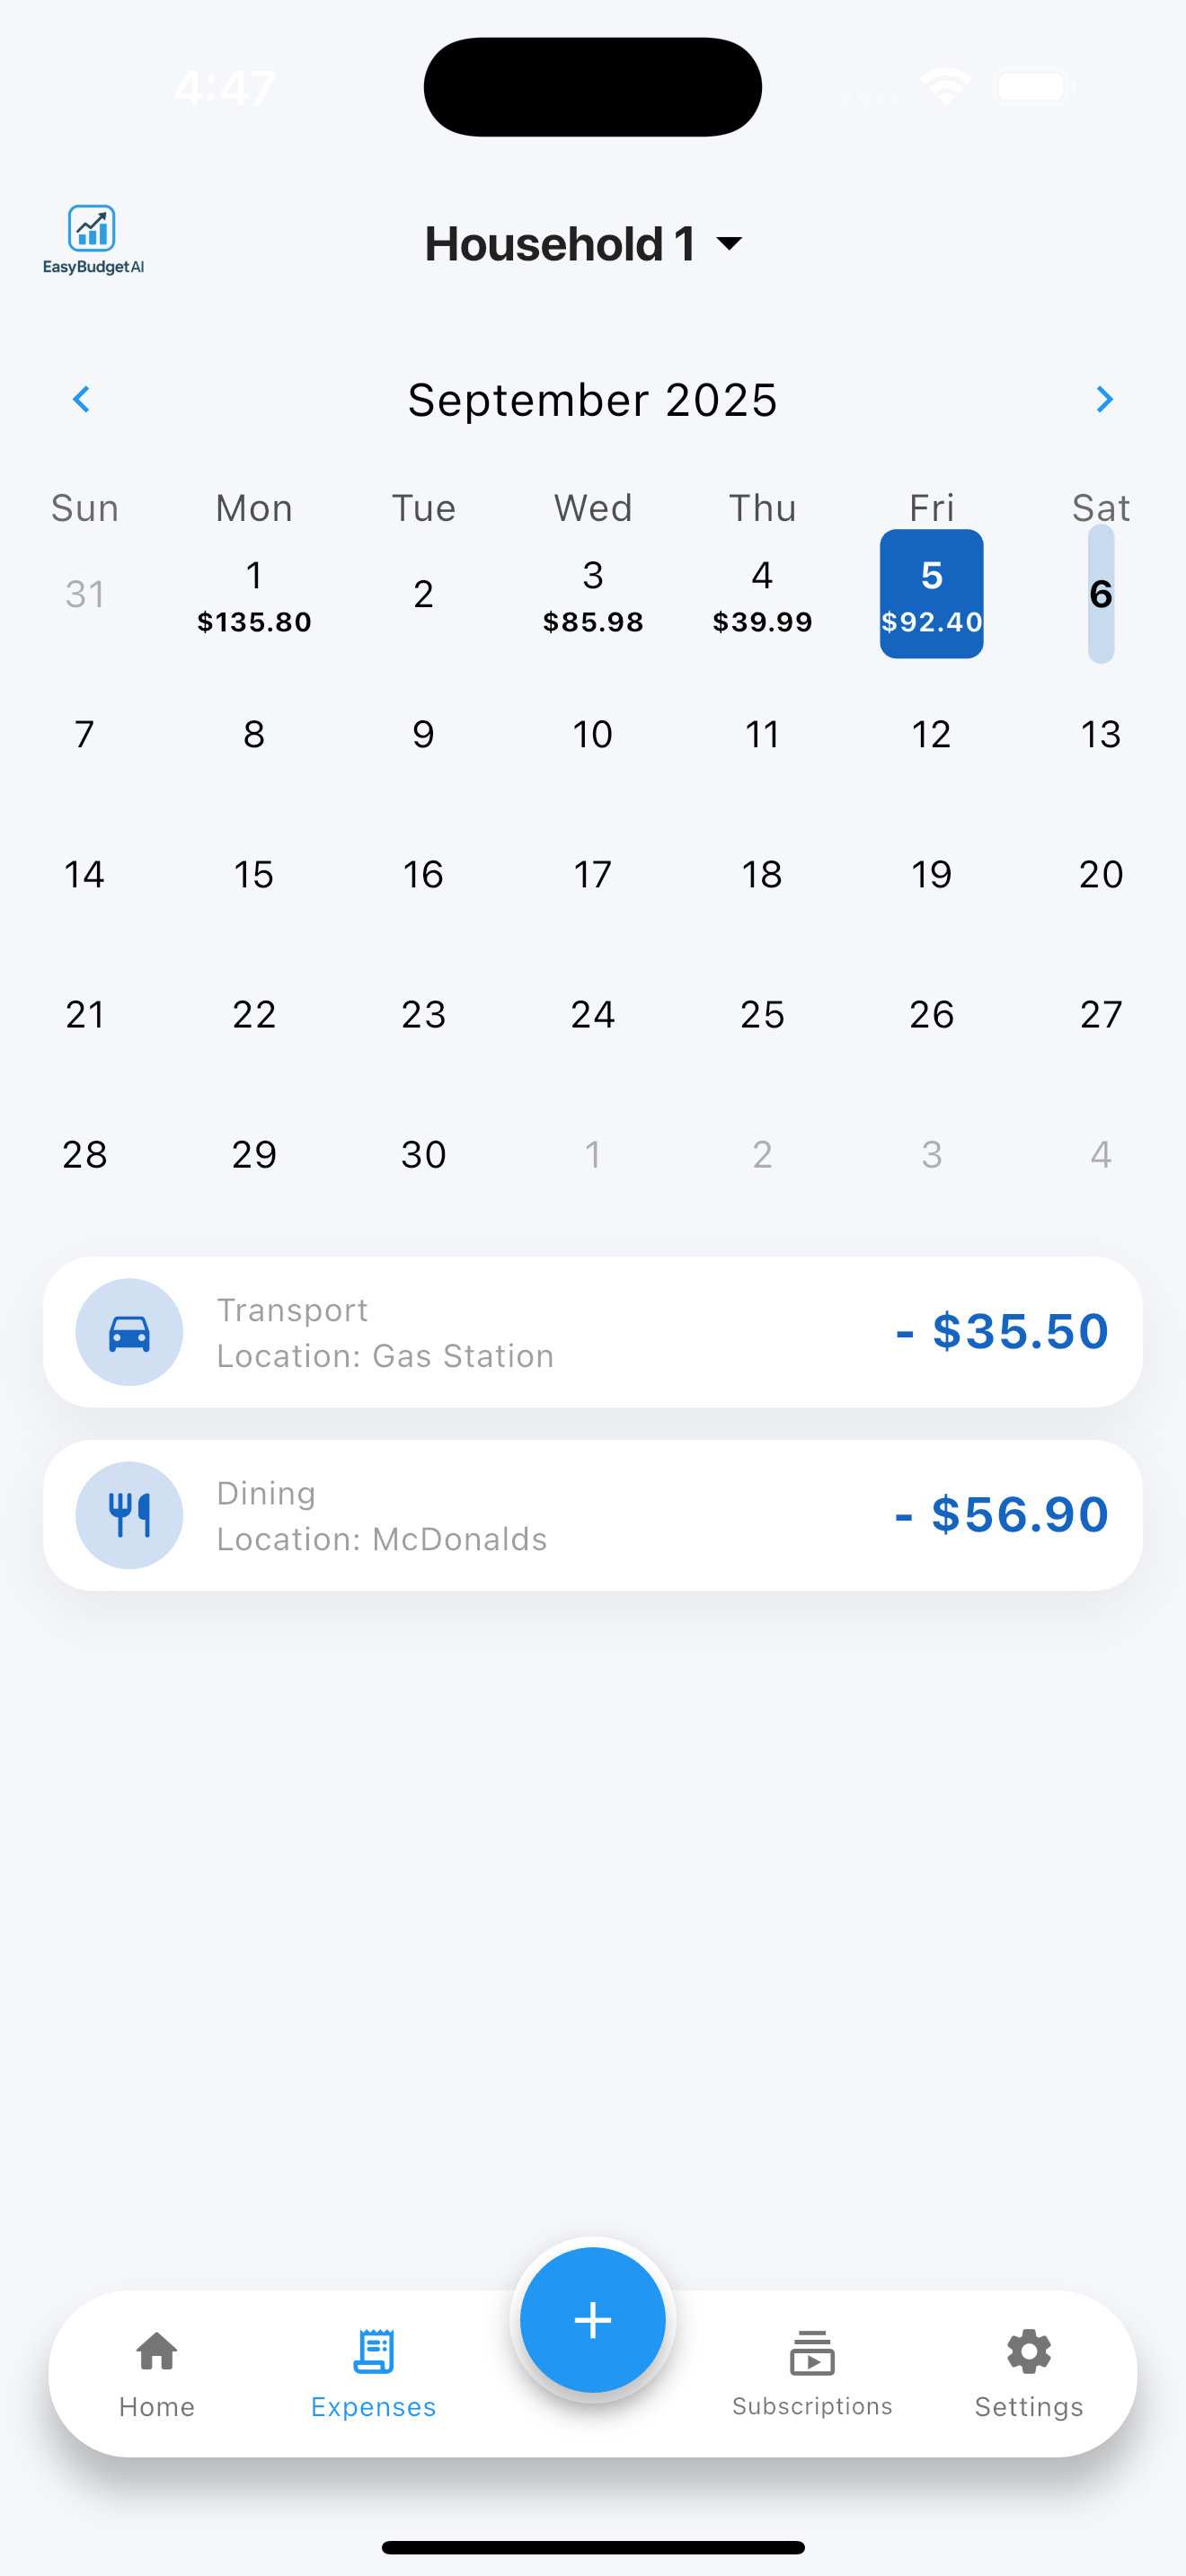 4:47
EasyBudgetAI
Household 1
September 2025
Sun Mon Tue Wed Thu Fri Sat
31 1 2 3 4 5 6
$135.80 $85.98 $39.99 $92.40
7 8 9 10 11 12 13
14 15 16 17 18 19 20
21 22 23 24 25 26 27
28 29 30 1 2 3 4
Transport
Location: Gas Station
- $35.50
Dining
Location: McDonalds
- $56.90
Home Expenses Subscriptions Settings